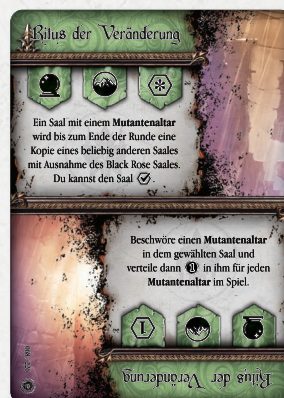 Ritus der Veränderung
Ein Saal mit einem Mutantenaltar
wird bis zum Ende der Runde eine
Kopie eines beliebig anderen Saales
mit Ausnahme des Black Rose Saales.
Du kannst den Saal .
Beschwöre einen Mutantenaltar
in dem gewählten Saal und
verteile dann 1 in ihm für jeden
Mutantenaltar im Spiel.
I
Ritus der Veränderung